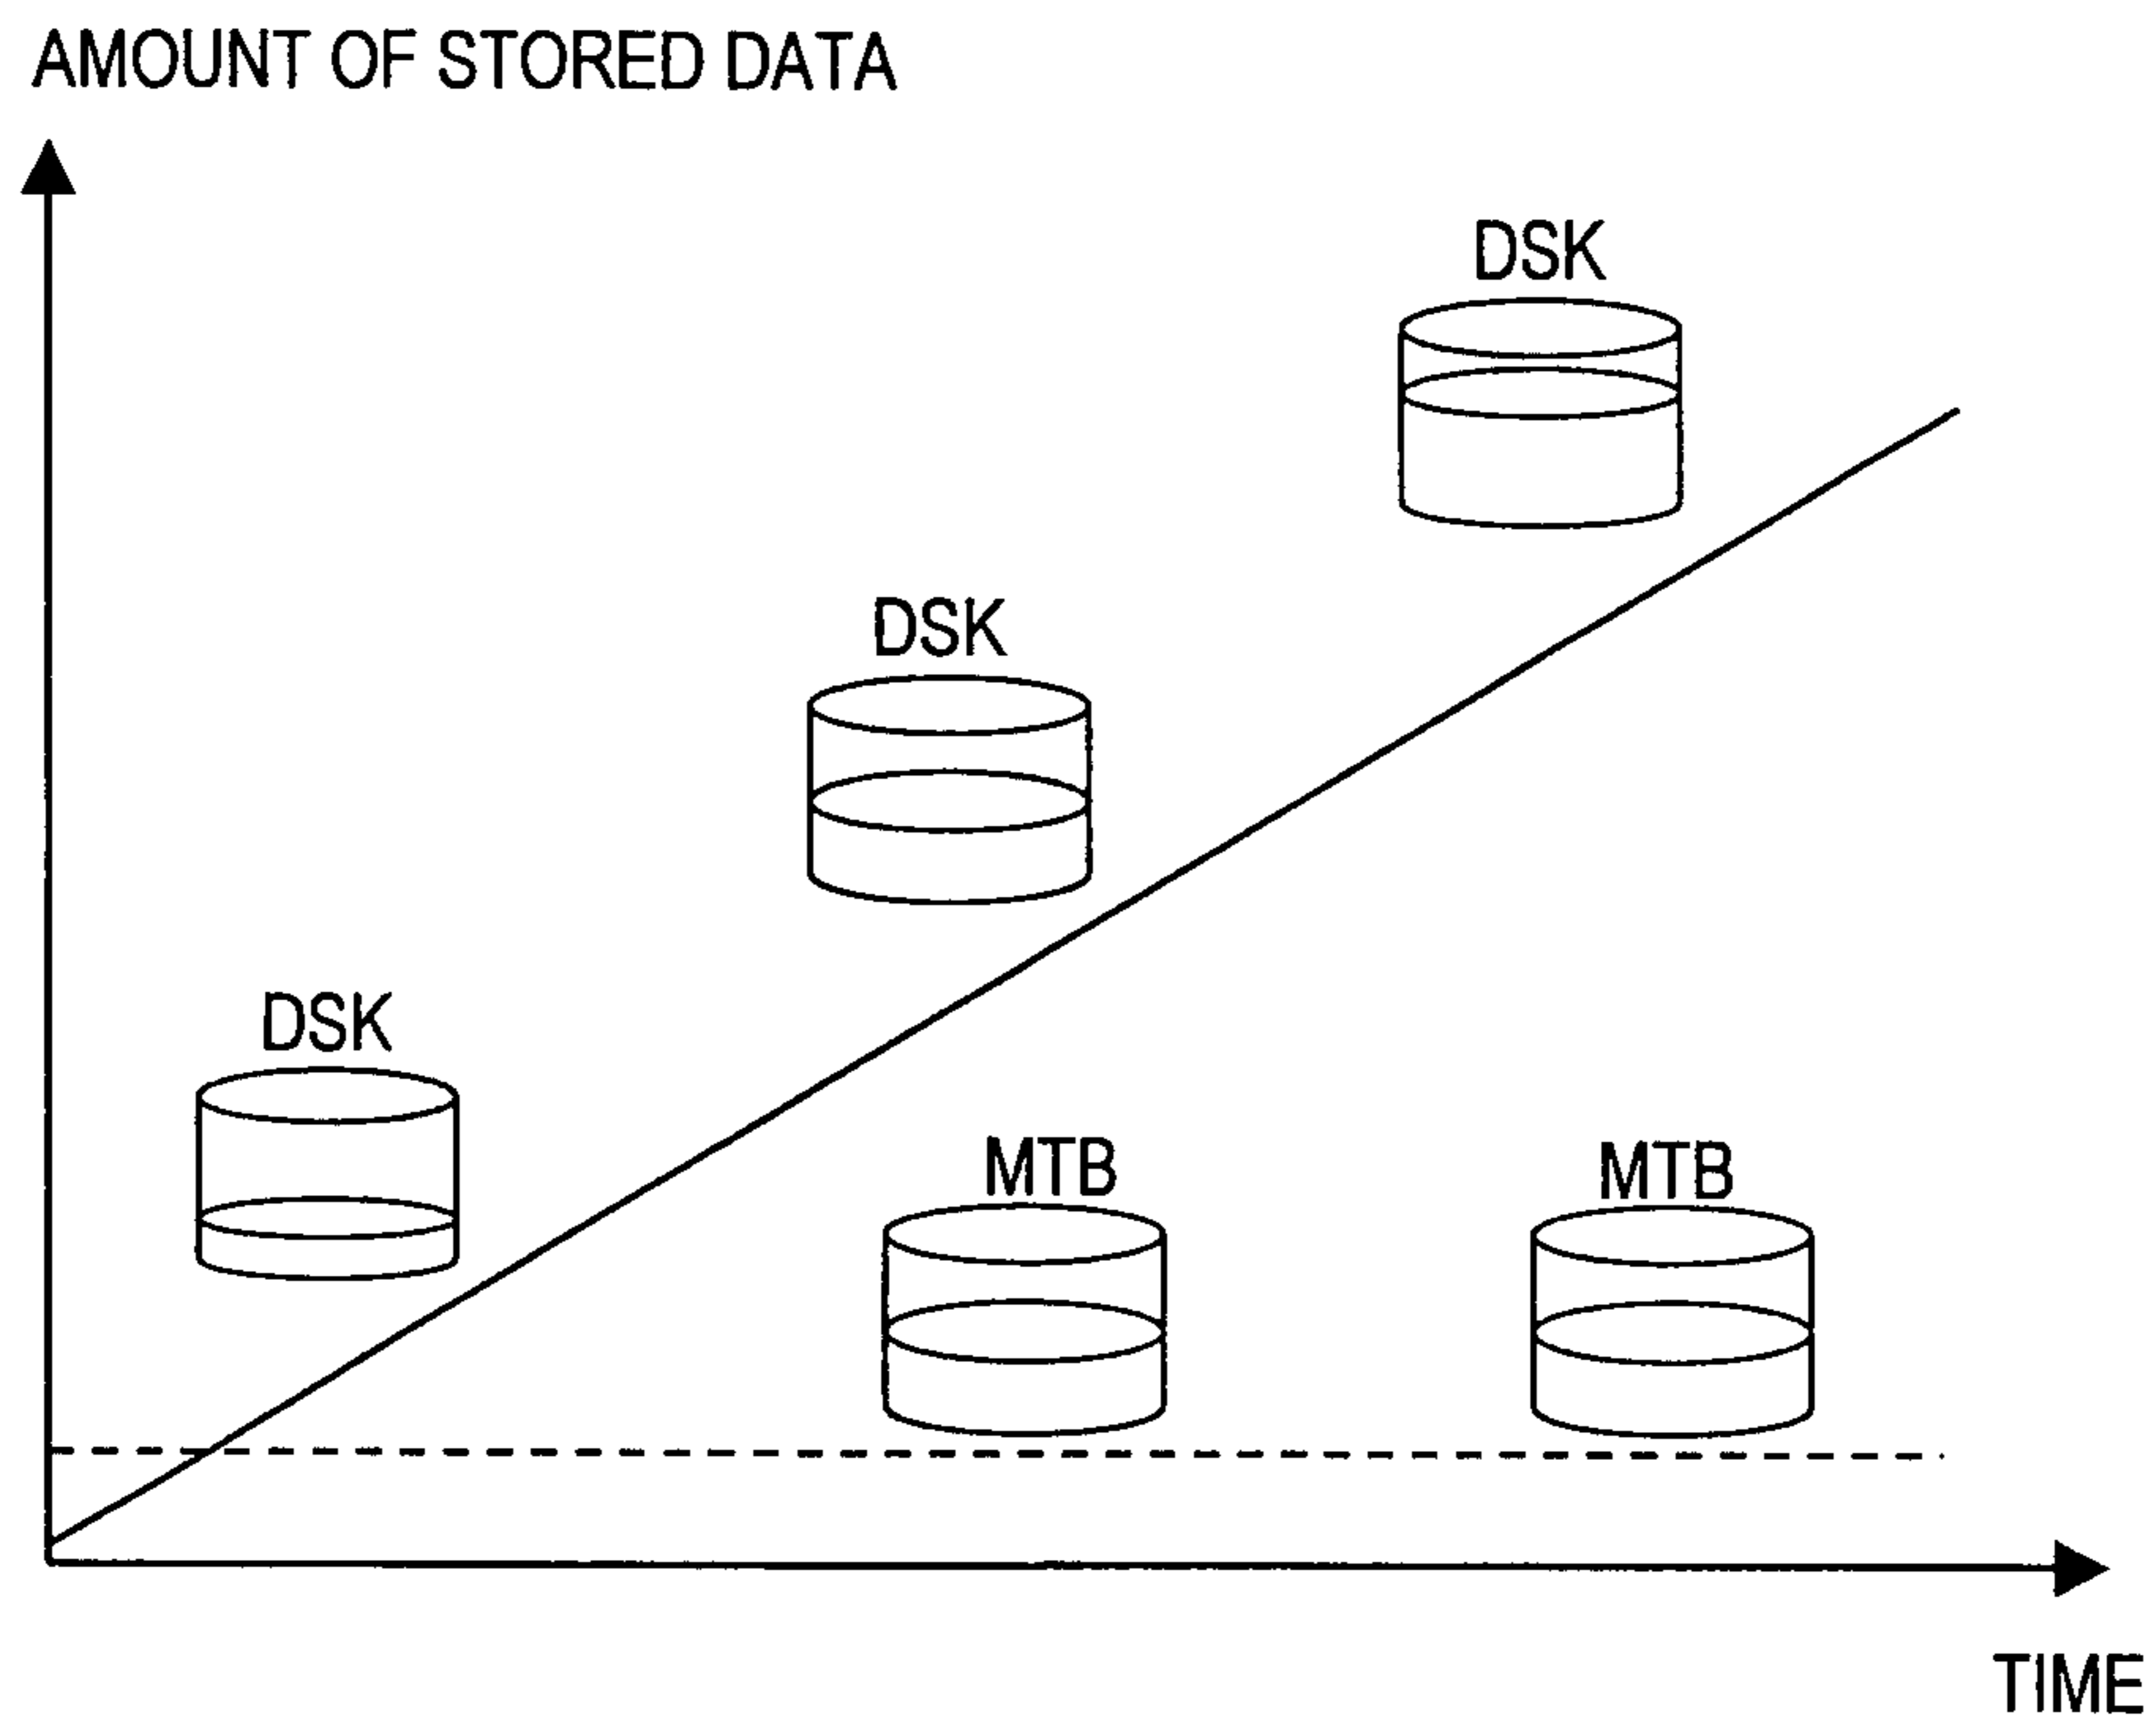 AMOUNT OF STORED DATA
DSK
DSK
DSK
MTB
MTB
TIME